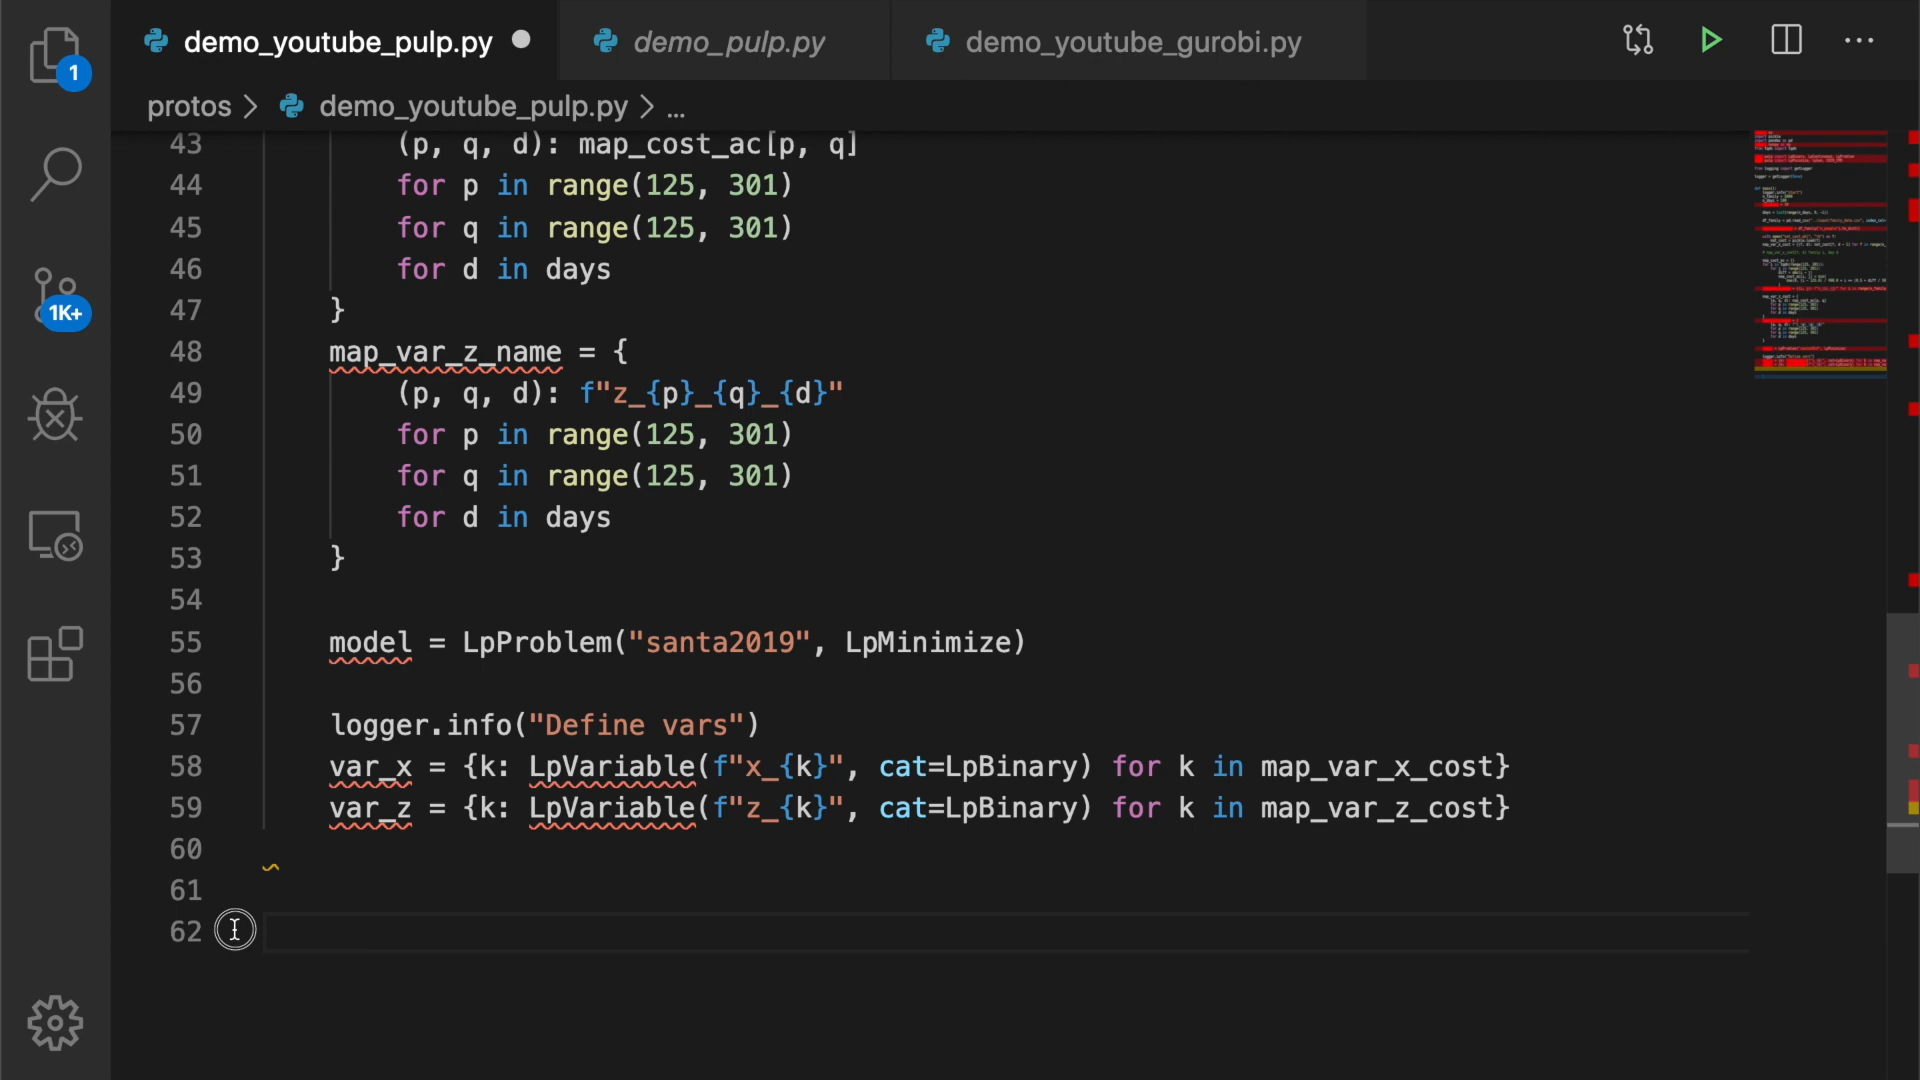 1
demo_youtube_pulp.py
demo_pulp.py
demo_youtube_gurobi.py
protos > demo_youtube_pulp.py > ...
1K+
43 (p, q, d): map_cost_ac[p, q]
44 for p in range(125, 301)
45 for q in range(125, 301)
46 for d in days
47 }
48 map_var_z_name = {
49 (p, q, d): f"z_{p}_{q}_{d}"
50 for p in range(125, 301)
51 for q in range(125, 301)
52 for d in days
53 }
54
55 model = LpProblem("santa2019", LpMinimize)
56
57 logger.info("Define vars")
58 var_x = {k: LpVariable(f"x_{k}", cat=LpBinary) for k in map_var_x_cost}
59 var_z = {k: LpVariable(f"z_{k}", cat=LpBinary) for k in map_var_z_cost}
60
61
62